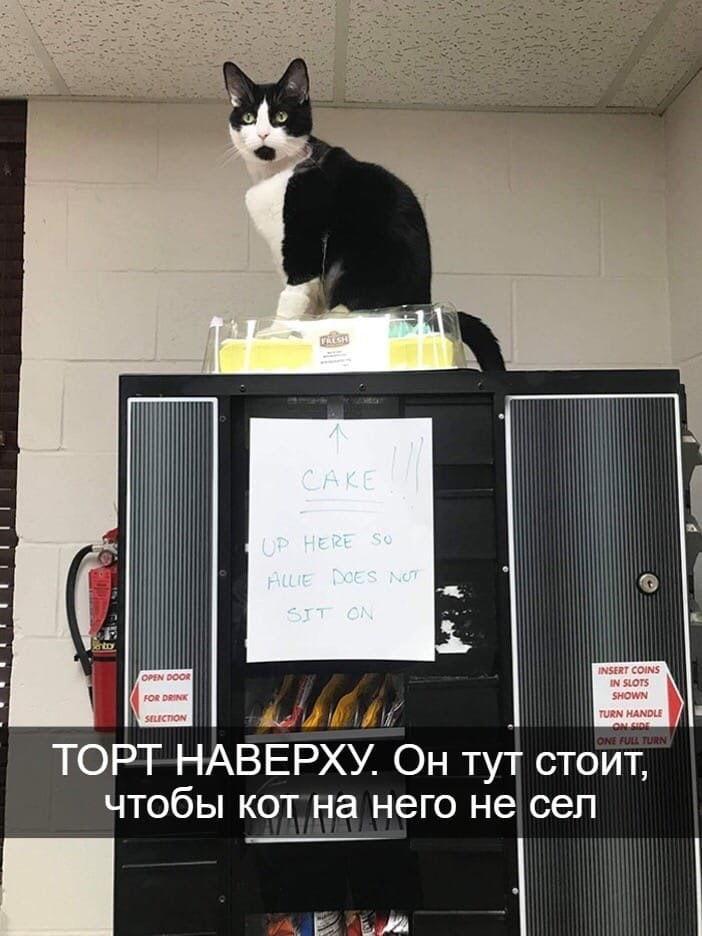 FRESH
↑
CAKE!!!
UP HERE SO
ALLIE DOES NOT
SIT ON
OPEN DOOR
FOR DRINK
SELECTION
INSERT COINS
IN SLOTS
SHOWN
TURN HANDLE
ON SIDE
ONE FULL TURN
ТОРТ НАВЕРХУ. Он тут стоит,
чтобы кот на него не сел